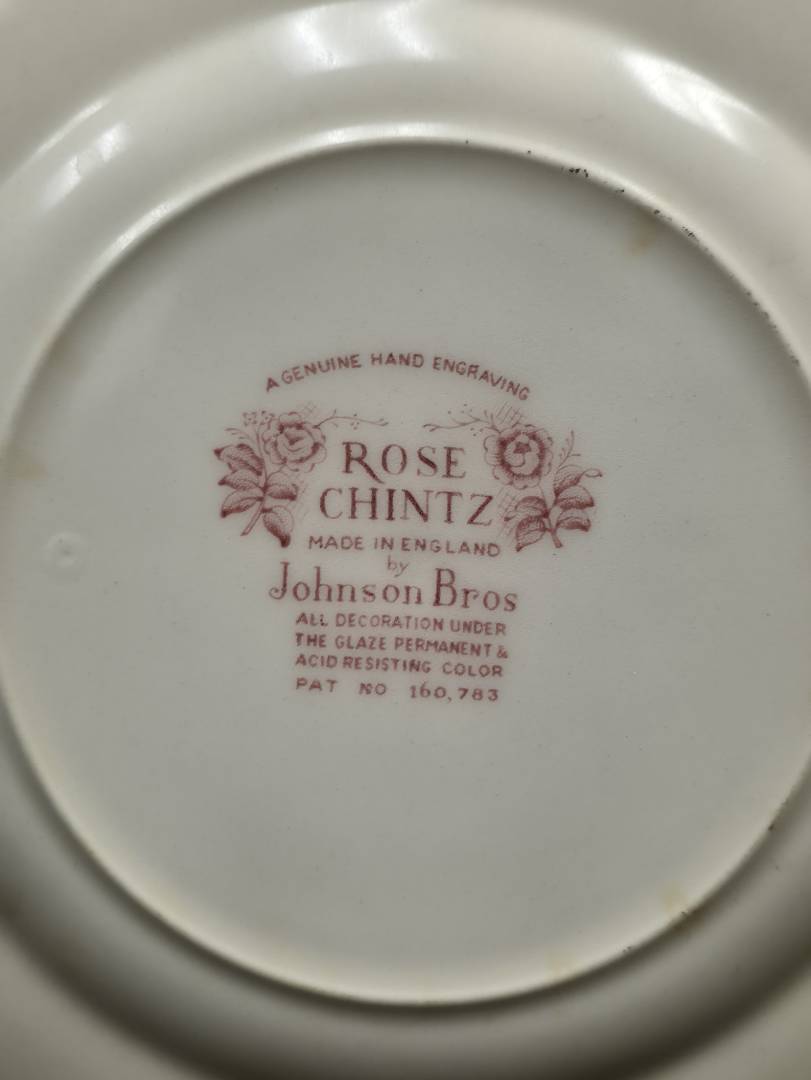 A GENUINE HAND ENGRAVING
ROSE
CHINTZ
MADE IN ENGLAND
by
Johnson Bros
ALL DECORATION UNDER
THE GLAZE PERMANENT &
ACID RESISTING COLOR
PAT NO 160,783